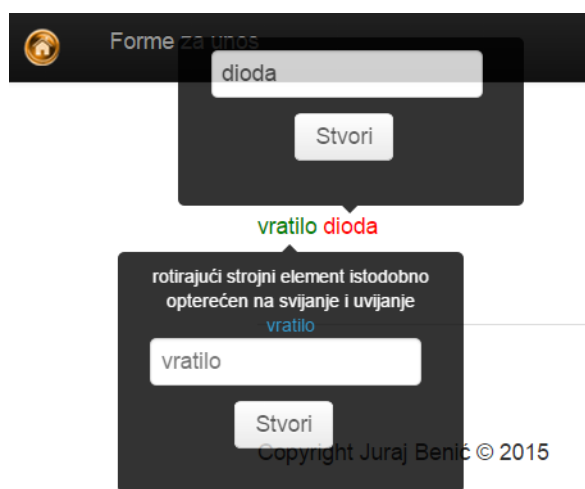 Forme za unos
dioda
Stvori
vratilo dioda
rotirajući strojni element istodobno
opterećen na svijanje i uvijanje
vratilo
vratilo
Stvori
Copyright Juraj Benić © 2015